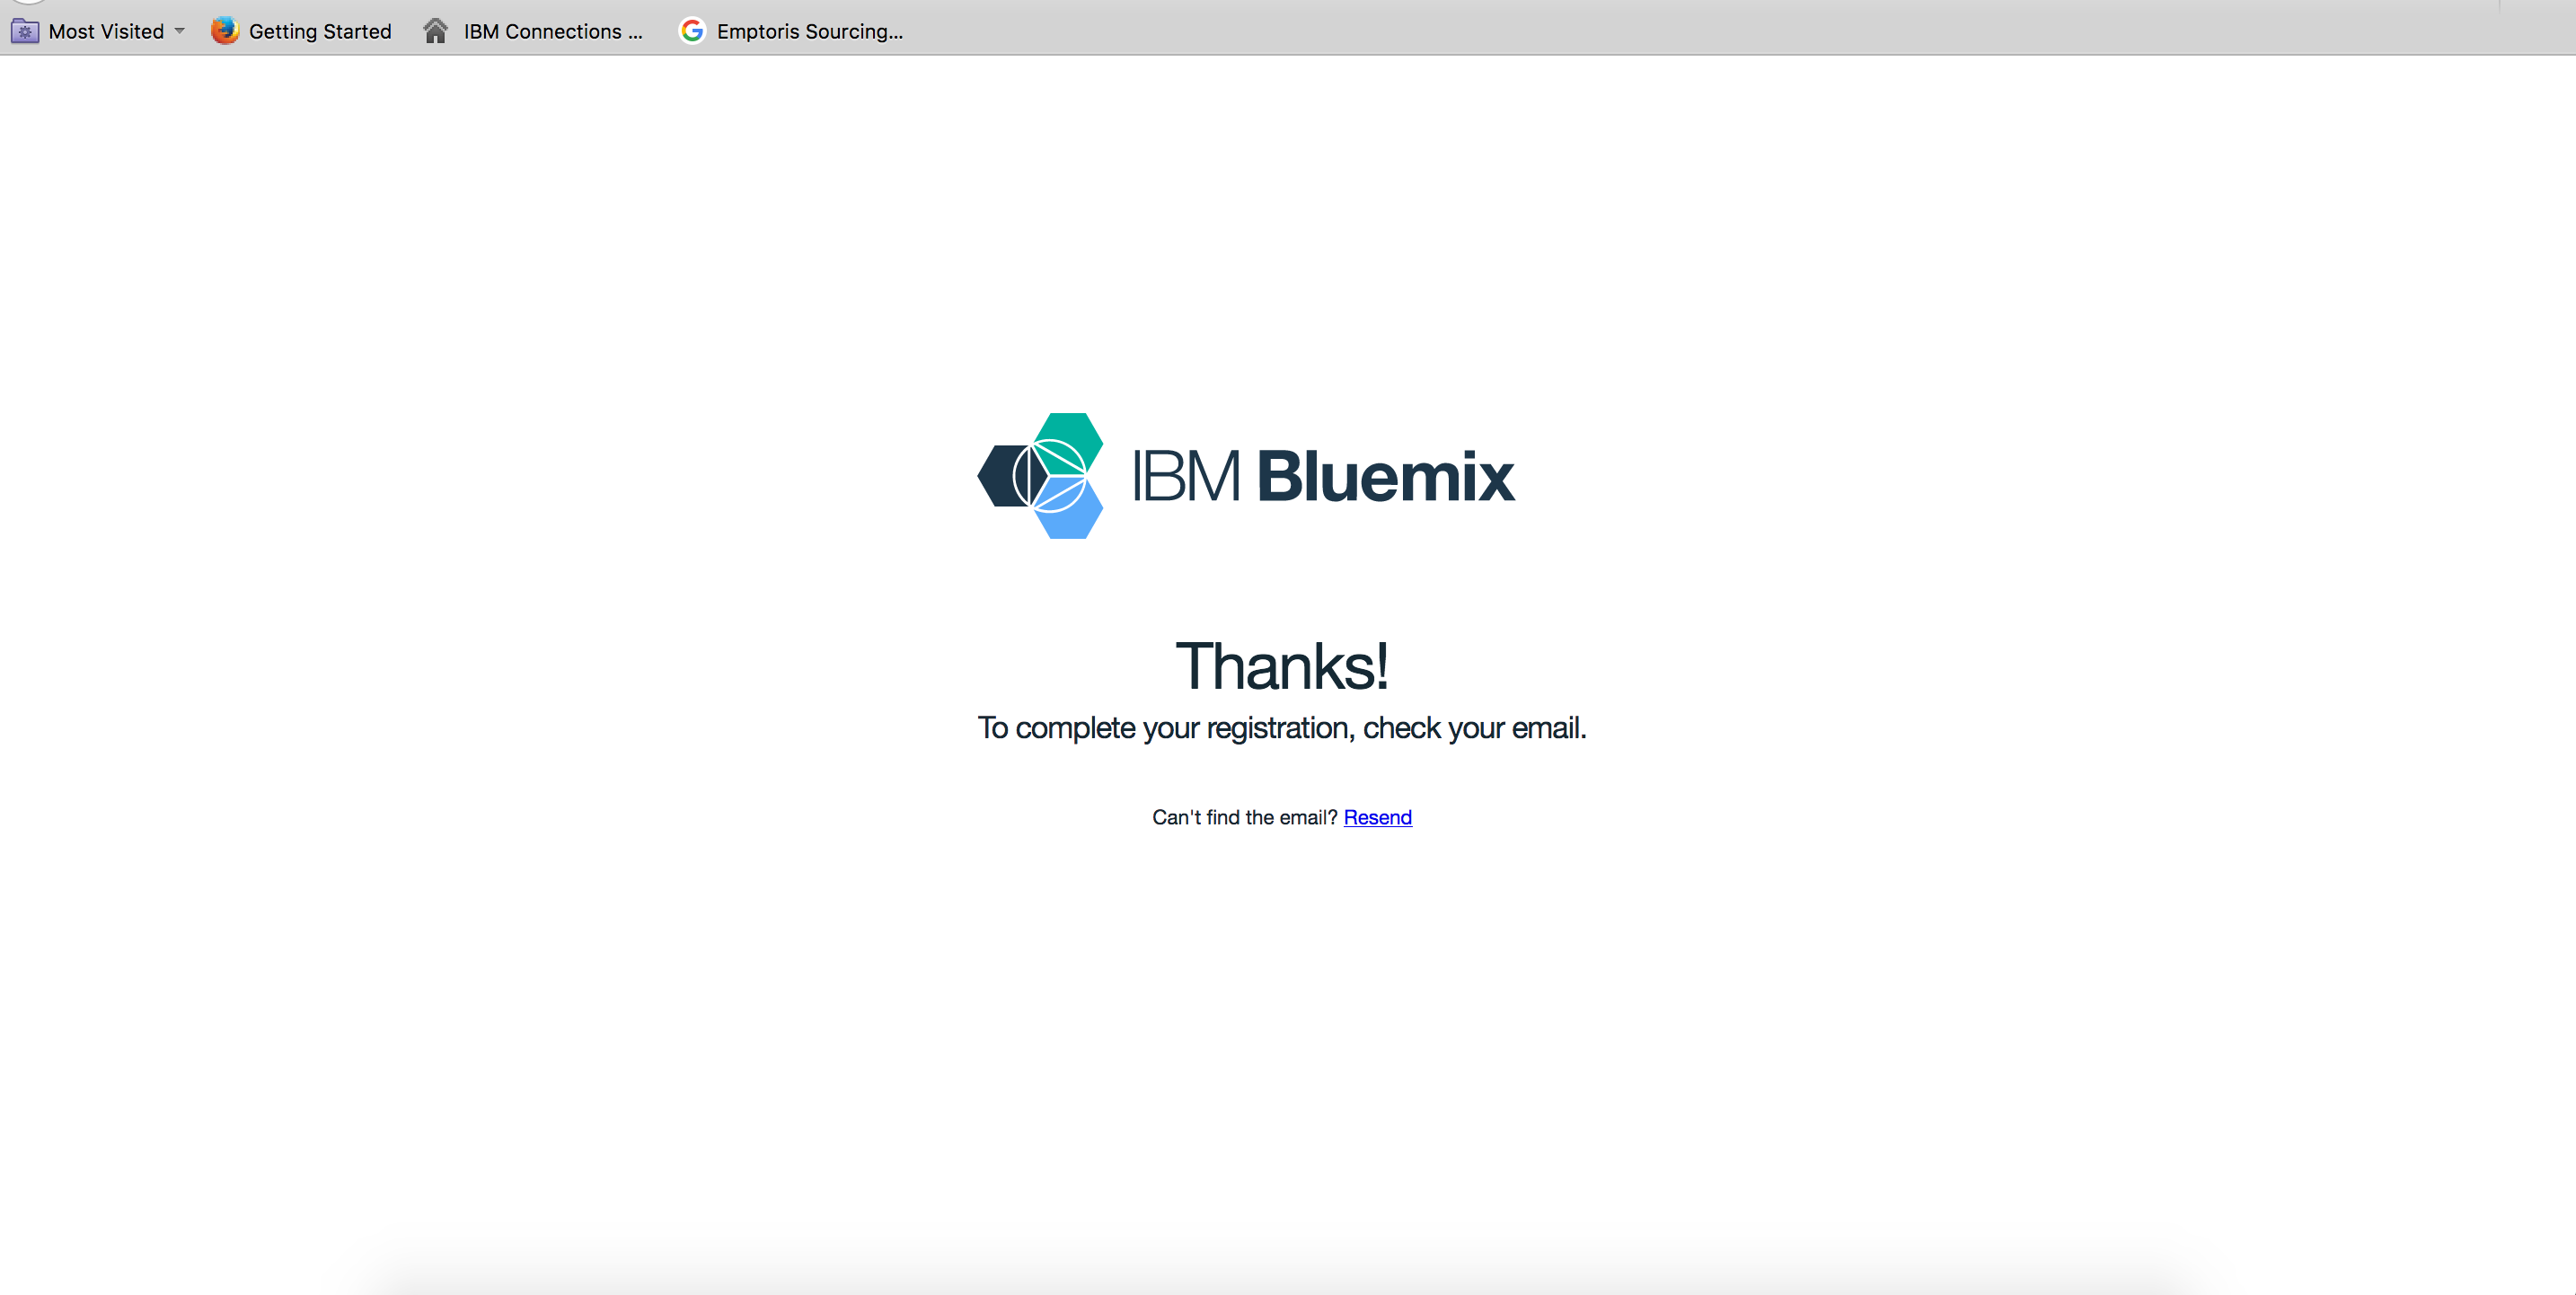 Most Visited Getting Started IBM Connections ... Emptoris Sourcing...
IBM Bluemix
Thanks!
To complete your registration, check your email.
Can't find the email? Resend